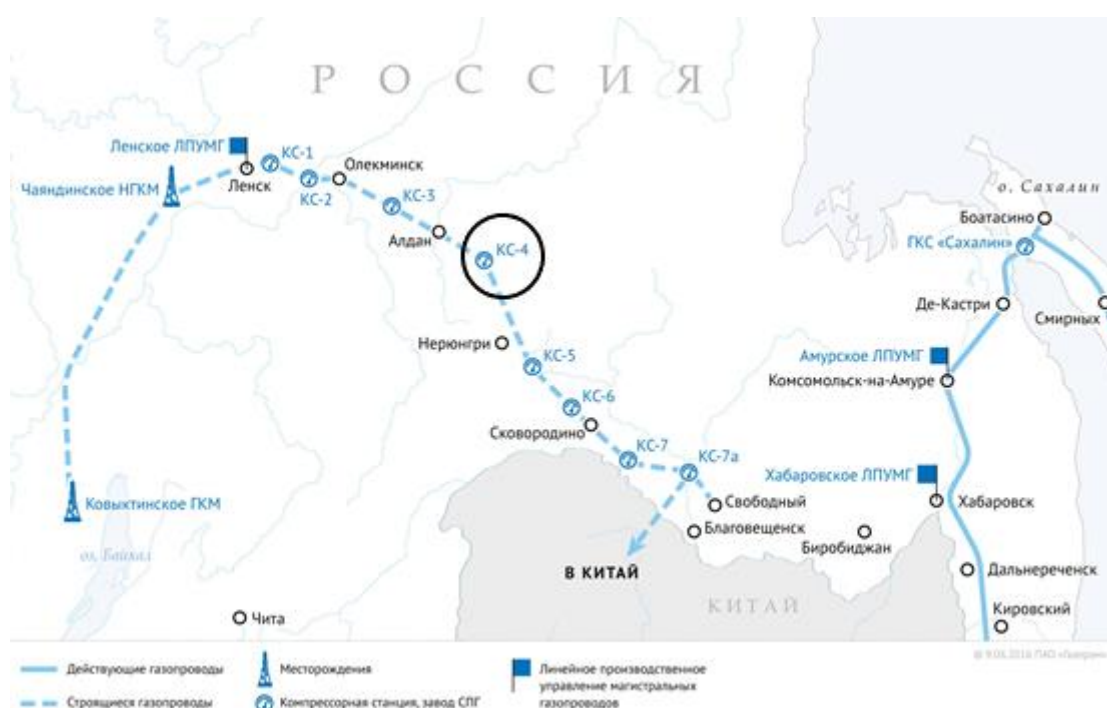 РОССИЯ
Ленское ЛПУМГ
КС-1
Олекминск
Чаяндинское НГКМ
Ленск
КС-2
КС-3
о. Сахалин
Боатасино
Алдан
КС-4
ГКС «Сахалин»
Де-Кастри
Смирных
Нерюнгри
КС-5
Амурское ЛПУМГ
Комсомольск-на-Амуре
КС-6
Сковородино
КС-7
КС-7а
Хабаровское ЛПУМГ
Ковыктинское ГКМ
Свободный
Хабаровск
Благовещенск
оз. Байкал
Биробиджан
В КИТАЙ
Дальнереченск
КИТАЙ
Чита
Кировский
Действующие газопроводы
Месторождения
Линейное производственное
управление магистральных
газопроводов
Строящиеся газопроводы
Компрессорная станция, завод СПГ